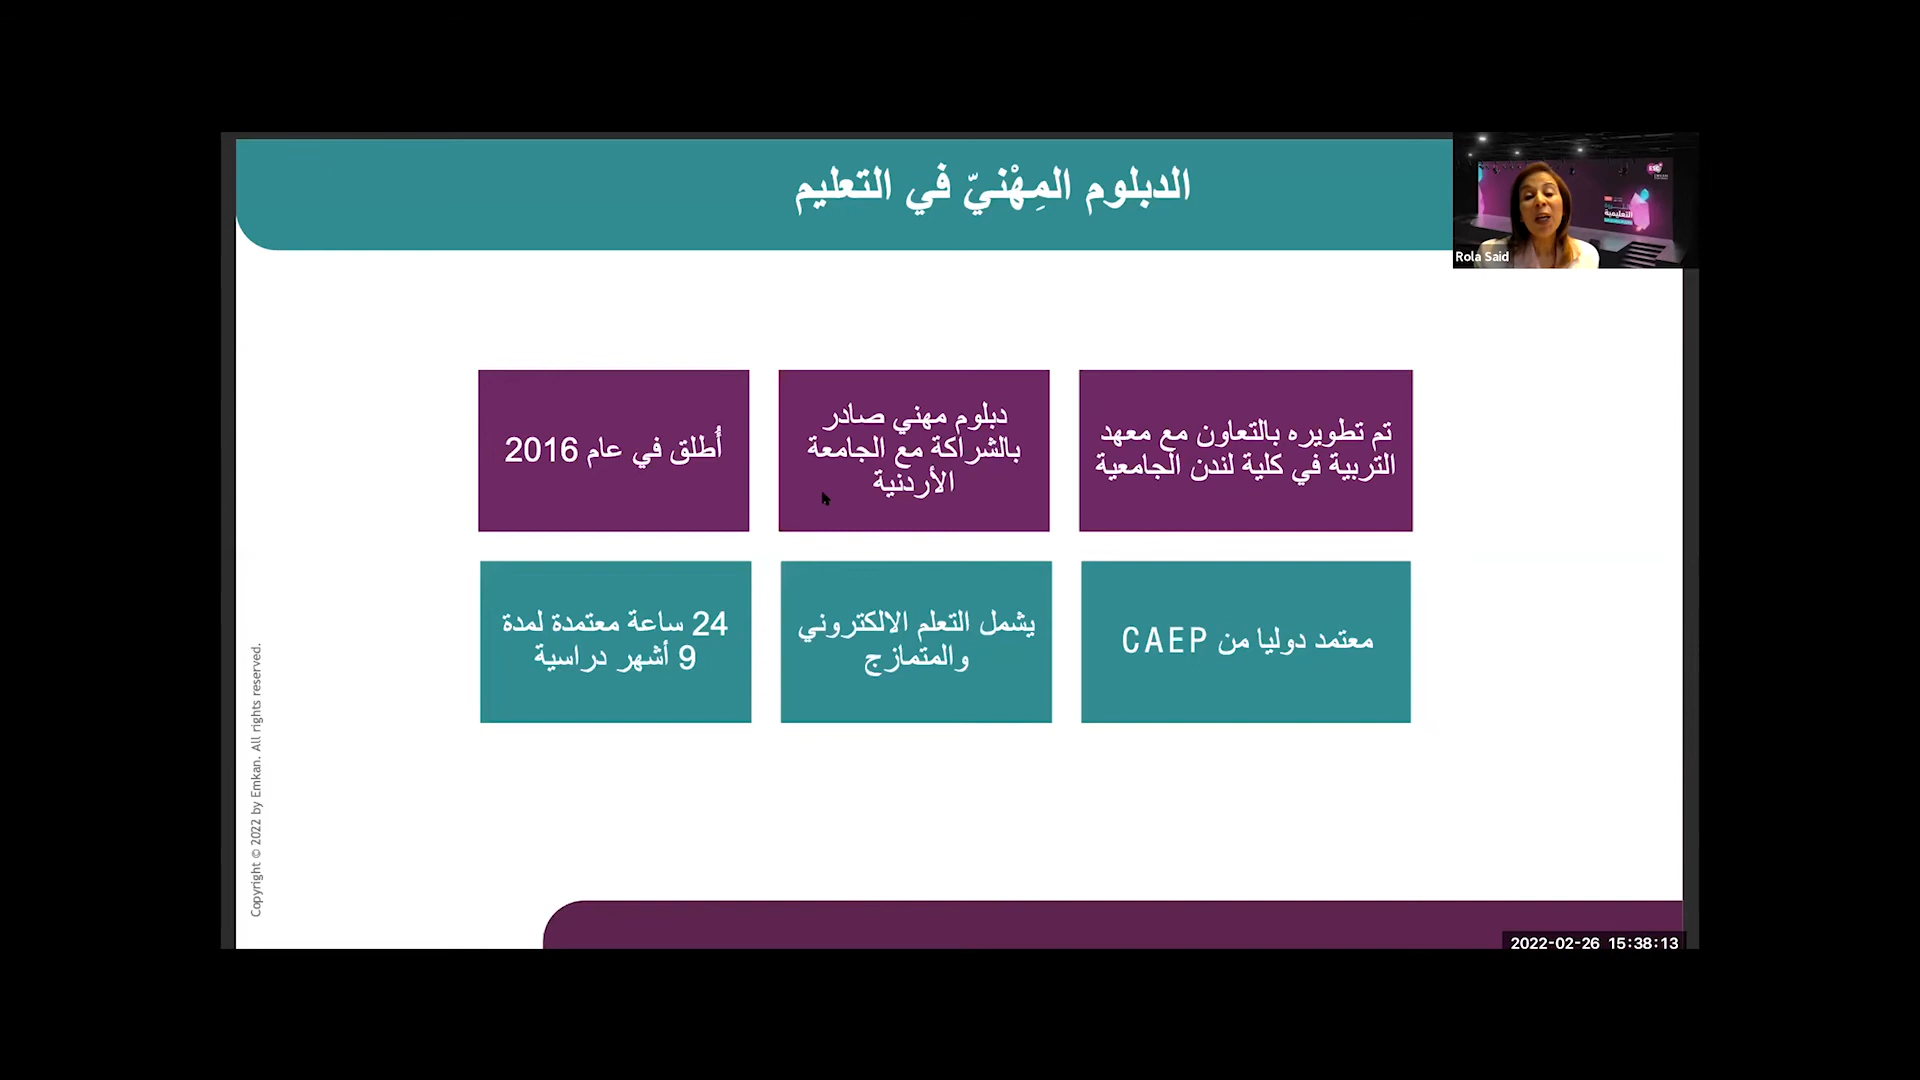 الدبلوم المِهْنيّ في التعليم
Rola Said
تم تطويره بالتعاون مع معهد
التربية في كلية لندن الجامعية
دبلوم مهني صادر
بالشراكة مع الجامعة
الأردنية
أُطلق في عام 2016
معتمد دوليا من CAEP
يشمل التعلم الالكتروني
والمتمازج
24 ساعة معتمدة لمدة
9 أشهر دراسية
Copyright © 2022 by Emkan. All rights reserved.
2022-02-26 15:38:13